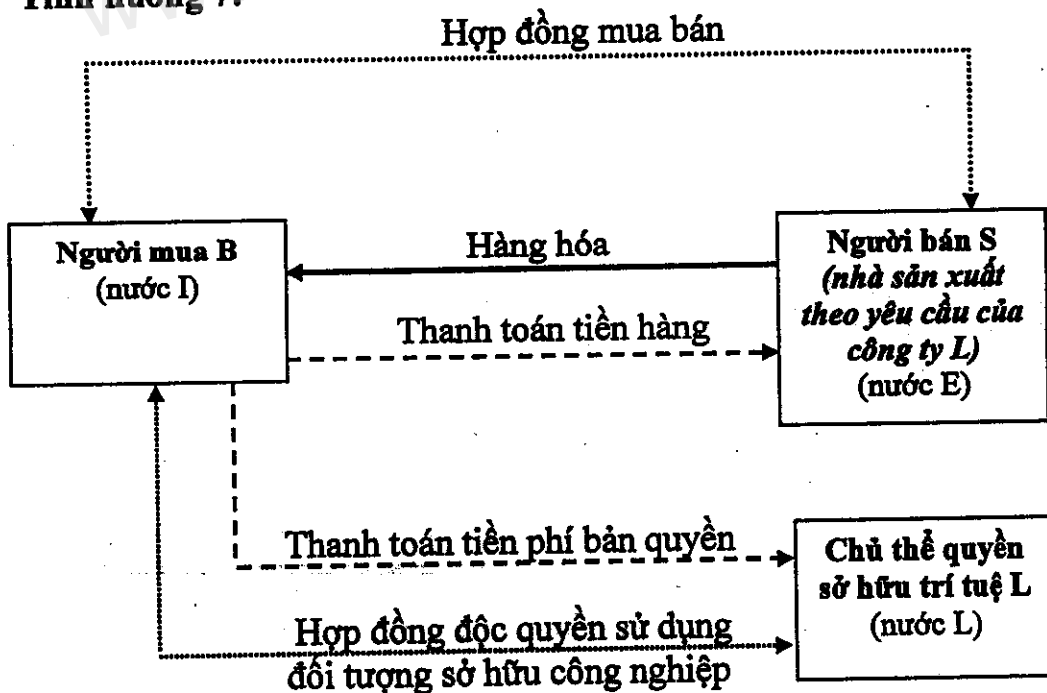 Hợp đồng mua bán
Người mua B
(nước I)
Hàng hóa
Thanh toán tiền hàng
Người bán S
(nhà sản xuất
theo yêu cầu của
công ty L)
(nước E)
Thanh toán tiền phí bản quyền
Hợp đồng độc quyền sử dụng
đối tượng sở hữu công nghiệp
Chủ thể quyền
sở hữu trí tuệ L
(nước L)